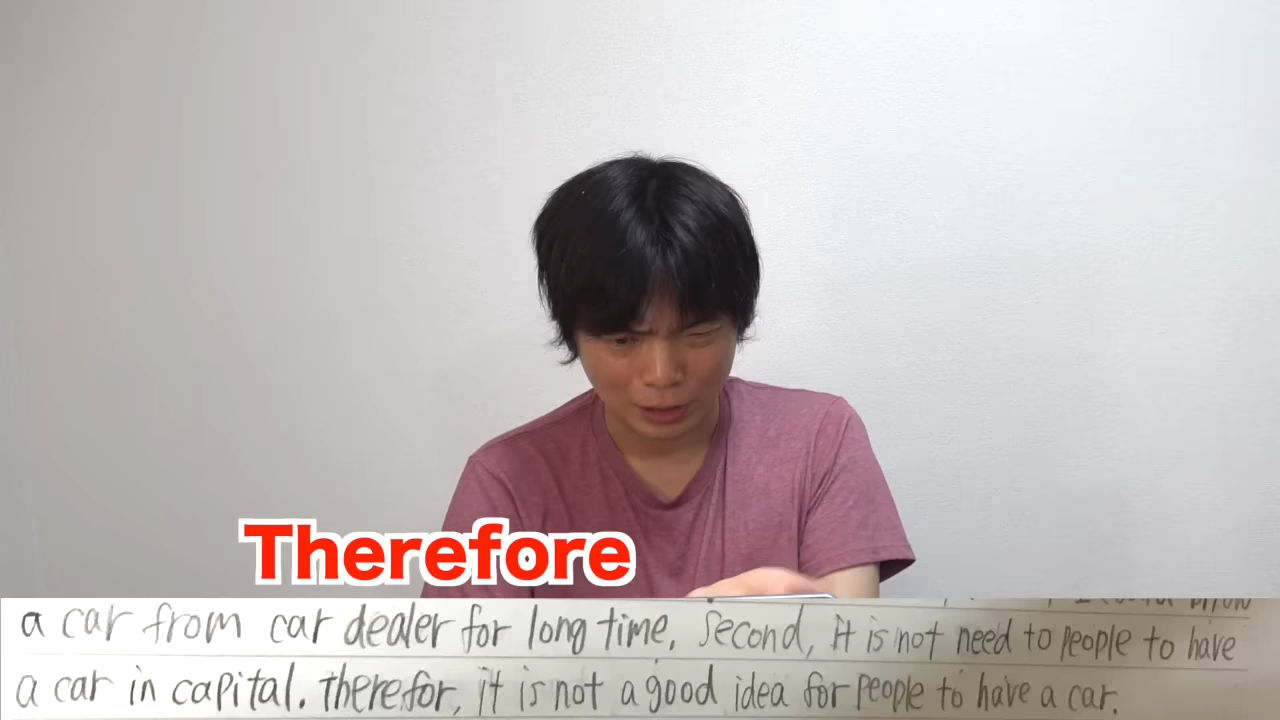 Therefore
a car from car dealer for long time. Second, it is not need to people to have
a car in capital. Therefor, it is not a good idea for people to have a car.